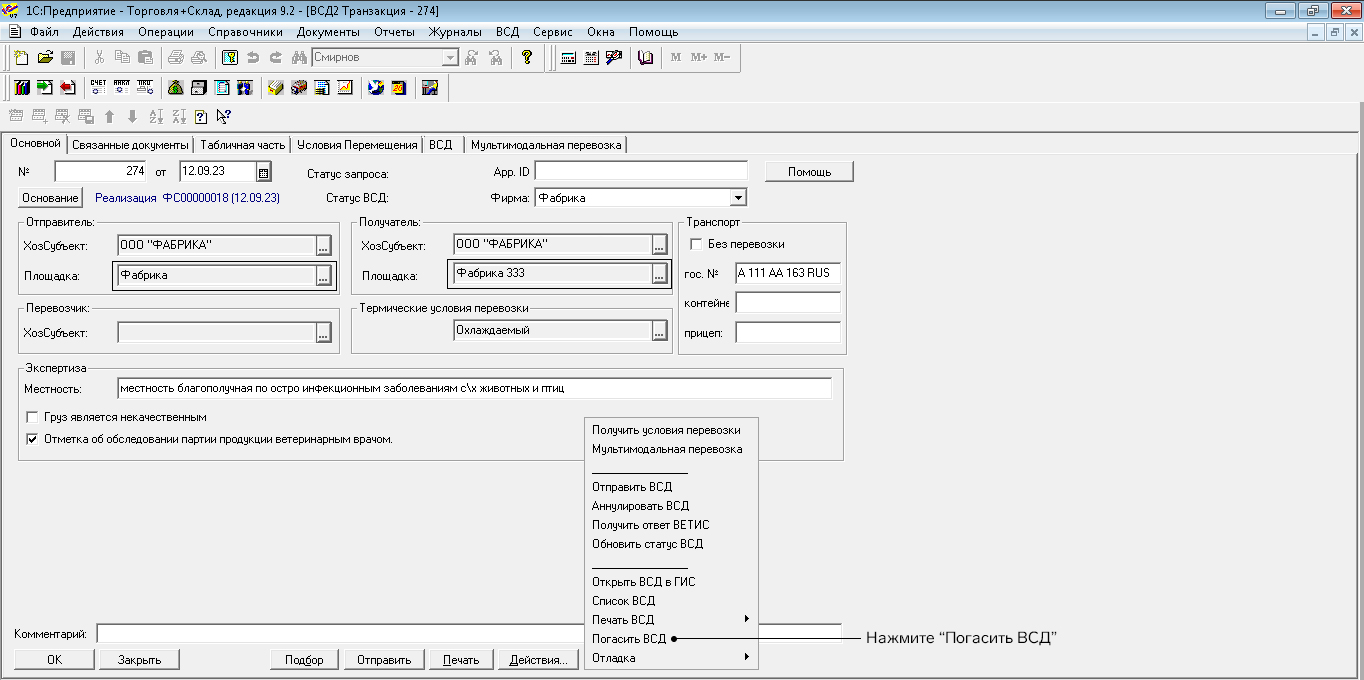 1С:Предприятие - Торговля+Склад, редакция 9.2 - [ВСД2 Транзакция - 274]
Файл Действия Операции Справочники Документы Отчеты Журналы ВСД Сервис Окна Помощь
Смирнов
M M+ M−
Основной Связанные документы Табличная часть Условия Перемещения ВСД Мультимодальная перевозка
№ 274 от 12.09.23 Статус запроса: App. ID Помощь
Основание Реализация ФС00000018 (12.09.23) Статус ВСД: Фирма: Фабрика
Отправитель: Получатель: Транспорт
ХозСубъект: ООО "ФАБРИКА" ... ХозСубъект: ООО "ФАБРИКА" ... Без перевозки
Площадка: Фабрика ... Площадка: Фабрика 333 ... гос. № А 111 АА 163 RUS
контейне
Перевозчик: Термические условия перевозки
ХозСубъект: ... Охлаждаемый ... прицеп:
Экспертиза
Местность: местность благополучная по остро инфекционным заболеваниям с\х животных и птиц
Груз является некачественным
Отметка об обследовании партии продукции ветеринарным врачом.
Получить условия перевозки
Мультимодальная перевозка
Отправить ВСД
Аннулировать ВСД
Получить ответ ВЕТИС
Обновить статус ВСД
Открыть ВСД в ГИС
Список ВСД
Печать ВСД
Погасить ВСД
Отладка
Нажмите “Погасить ВСД”
Комментарий:
ОК Закрыть Подбор Отправить Печать Действия...